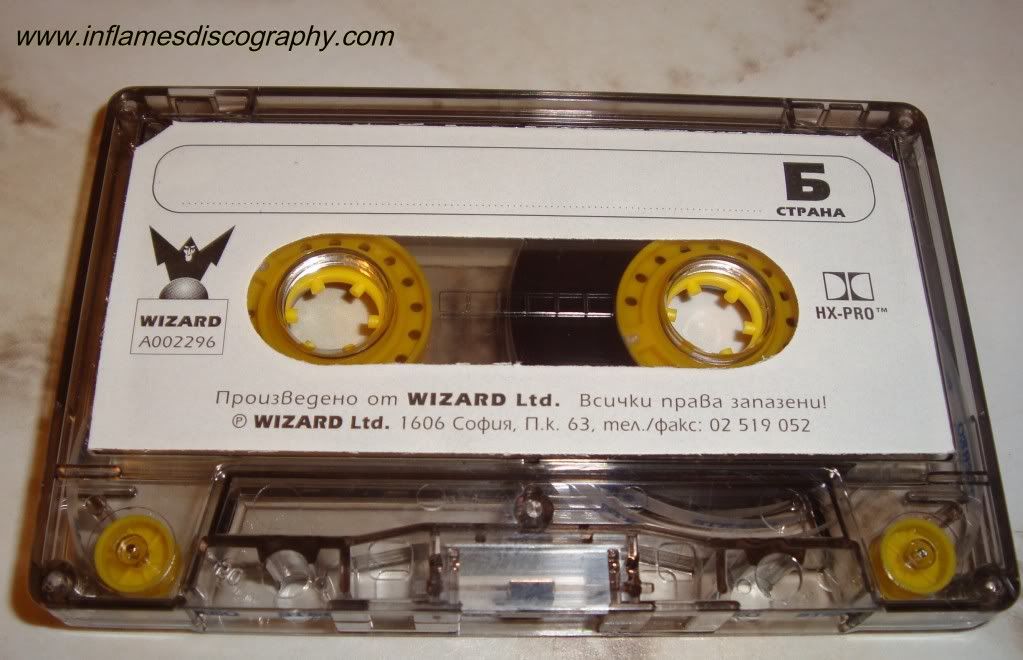 www.inflamesdiscography.com
Б
СТРАНА
WIZARD
A002296
HX-PRO™
Произведено от WIZARD Ltd. Всички права запазени!
℗ WIZARD Ltd. 1606 София, П.к. 63, тел./факс: 02 519 052